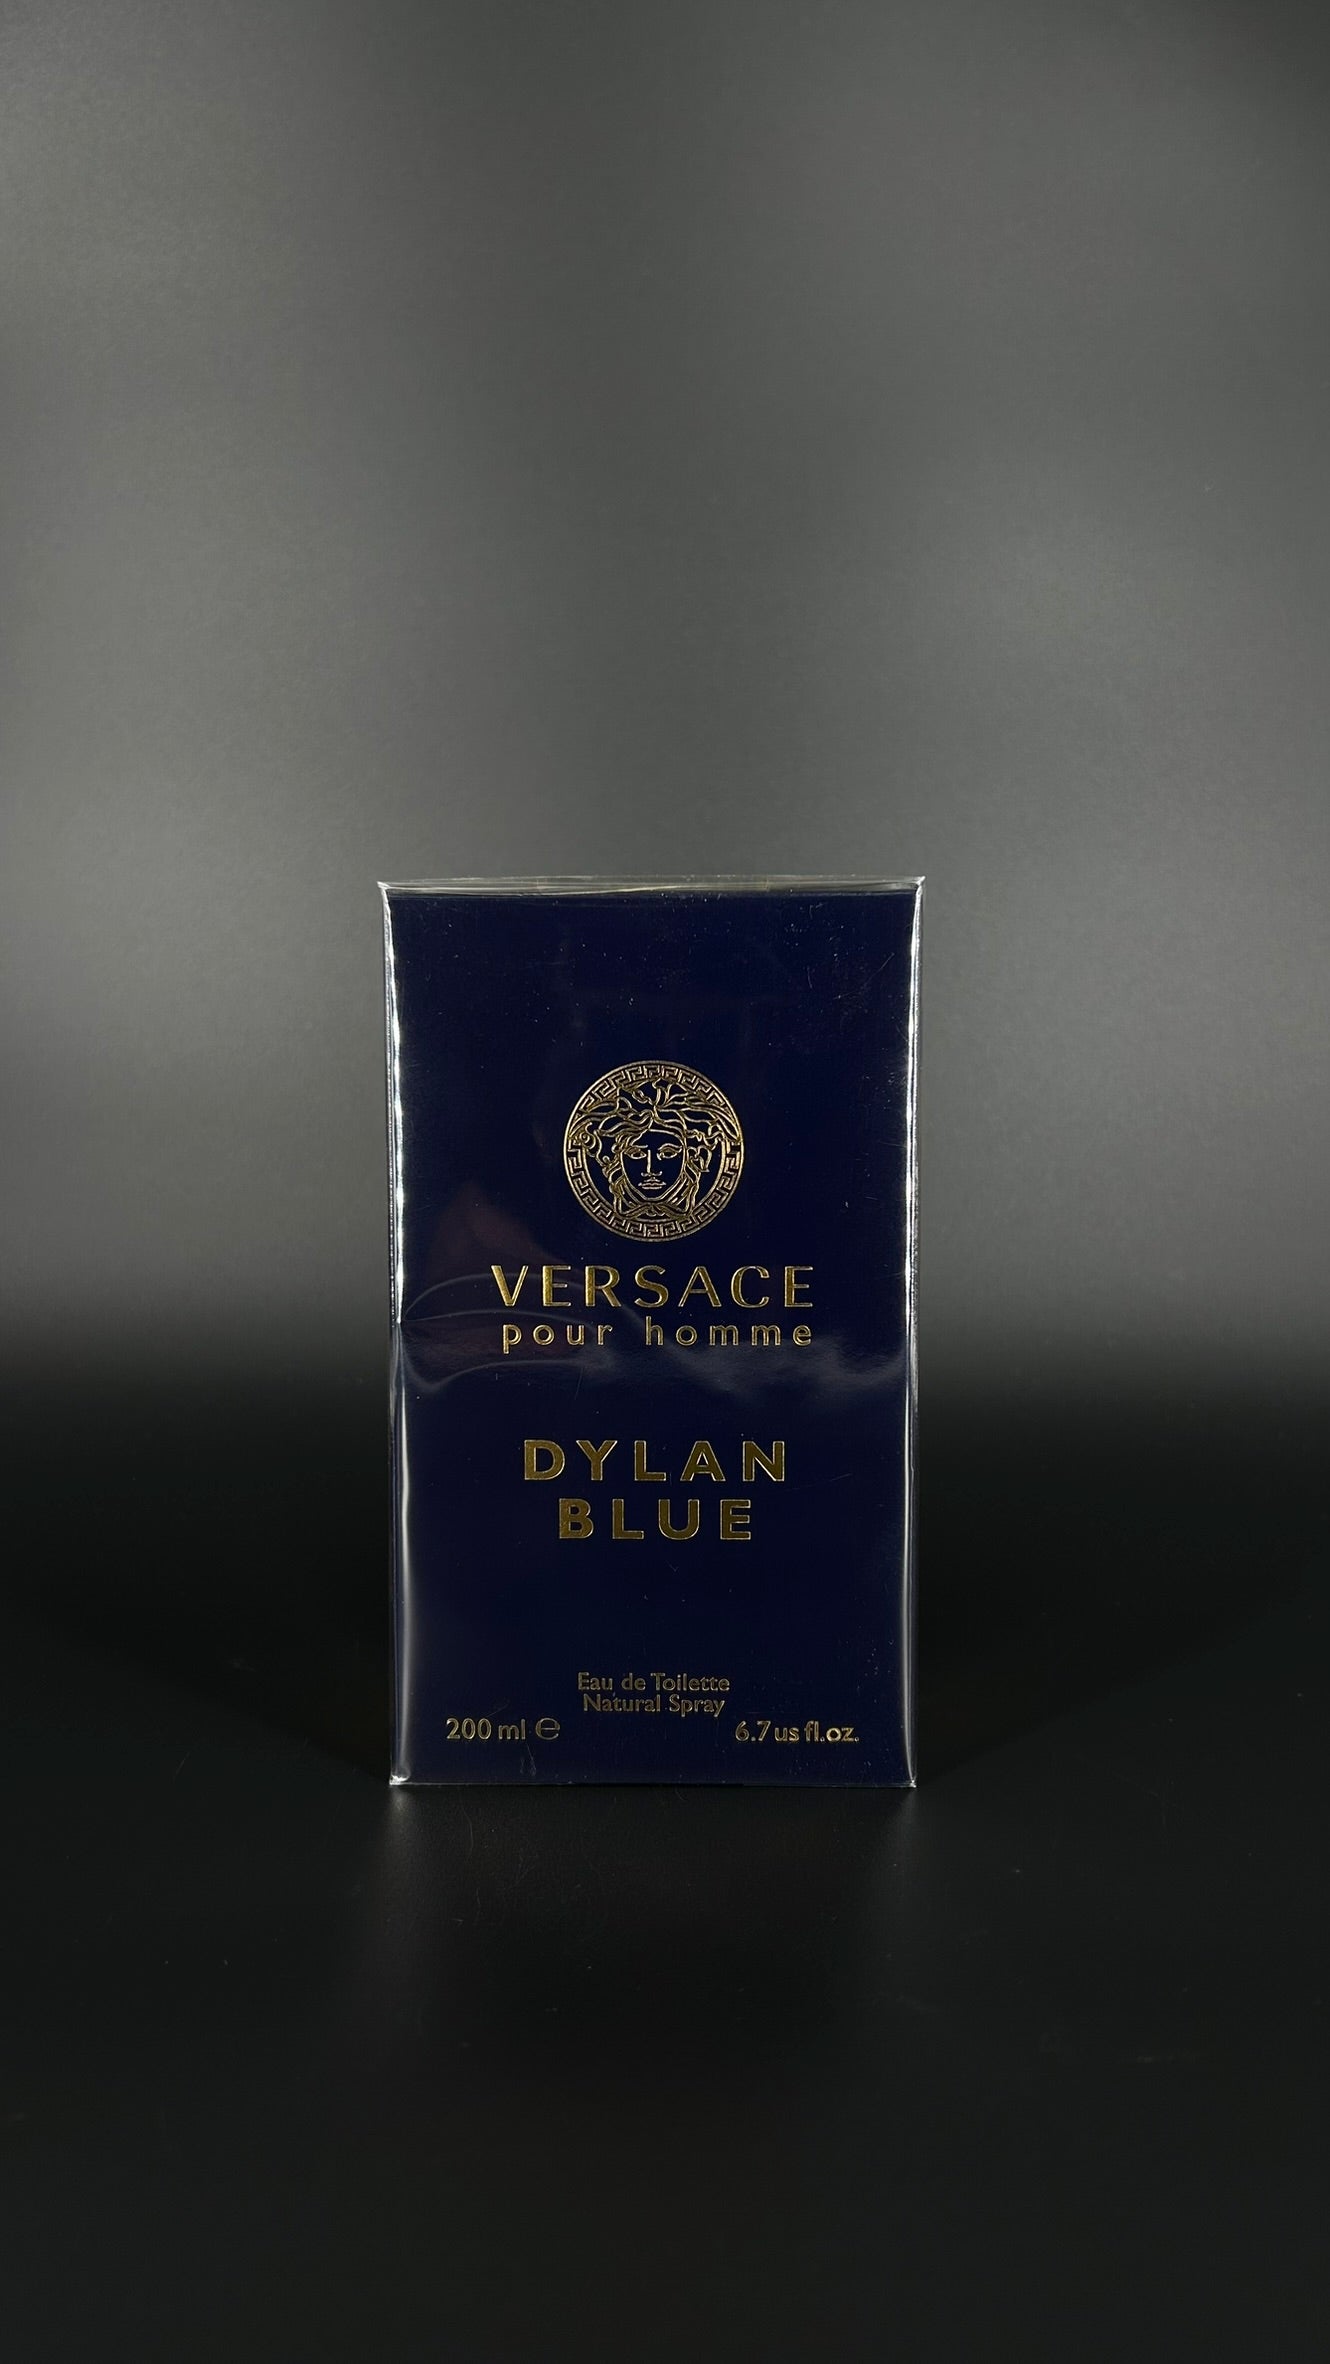 VERSACE
pour homme
DYLAN
BLUE
Eau de Toilette
Natural Spray
200 ml ℮
6.7 us fl.oz.